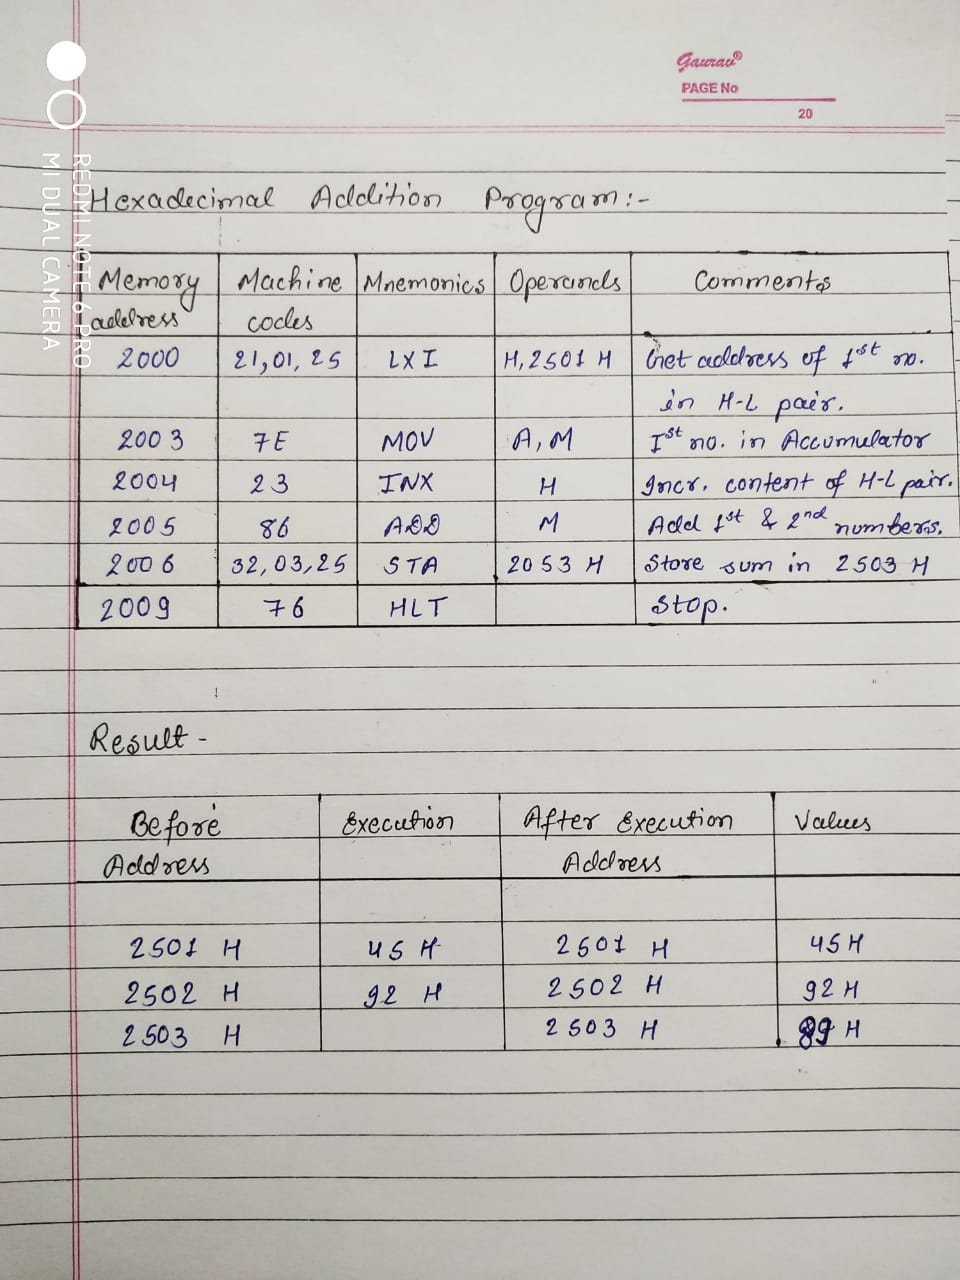 Gaurav®
PAGE No
20
REDMI NOTE 6 PRO
MI DUAL CAMERA
Hexadecimal Addition Program:-
Memory address Machine codes Mnemonics Operands Comments
2000 21,01,25 LXI H,2501 H Get address of 1st no.
in H-L pair.
2003 7E MOV A,M Ist no. in Accumulator
2004 23 INX H Incr. content of H-L pair.
2005 86 ADD M Add 1st & 2nd numbers.
2006 32,03,25 STA 2053 H Store sum in 2503 H
2009 76 HLT Stop.
Result -
Before Execution After Execution Values
Address Address
2501 H 45 H 2501 H 45 H
2502 H 92 H 2502 H 92 H
2503 H 2503 H H